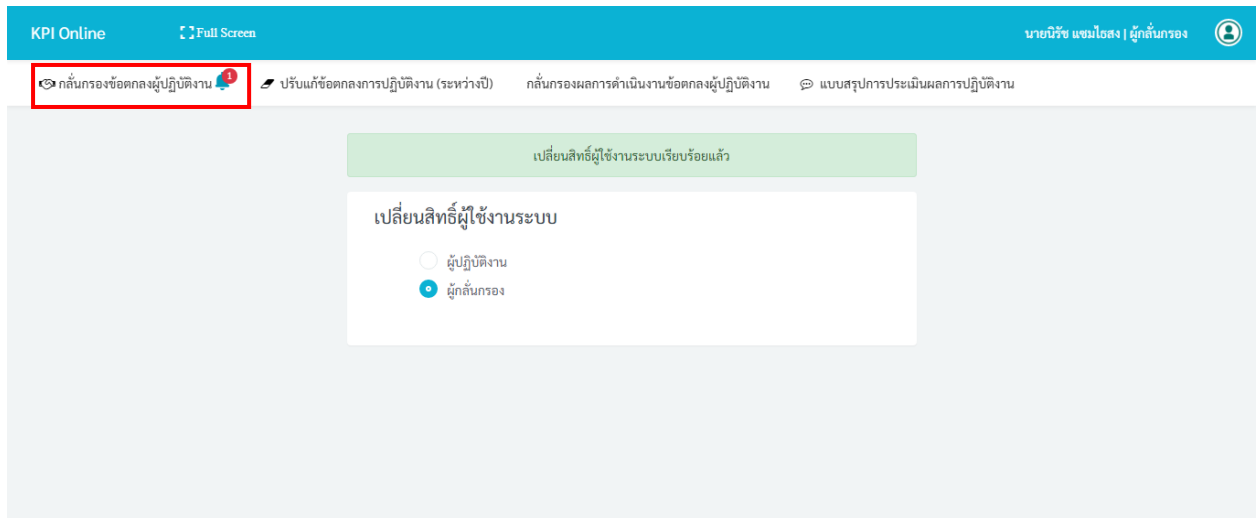 KPI Online
Full Screen
นายนิรัช แซมไธสง | ผู้กลั่นกรอง
กลั่นกรองข้อตกลงผู้ปฏิบัติงาน 1
ปรับแก้ข้อตกลงการปฏิบัติงาน (ระหว่างปี)
กลั่นกรองผลการดำเนินงานข้อตกลงผู้ปฏิบัติงาน
แบบสรุปการประเมินผลการปฏิบัติงาน
เปลี่ยนสิทธิ์ผู้ใช้งานระบบเรียบร้อยแล้ว
เปลี่ยนสิทธิ์ผู้ใช้งานระบบ
ผู้ปฏิบัติงาน
ผู้กลั่นกรอง